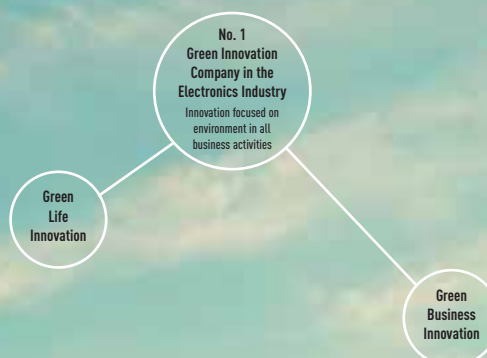 No. 1
Green Innovation
Company in the
Electronics Industry
Innovation focused on
environment in all
business activities
Green
Life
Innovation
Green
Business
Innovation